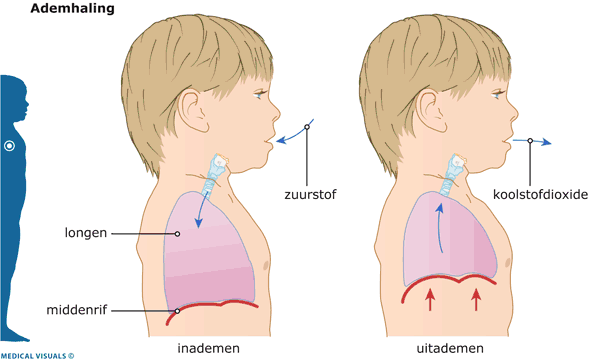 Ademhaling
zuurstof
koolstofdioxide
longen
middenrif
inademen
uitademen
MEDICAL VISUALS ©